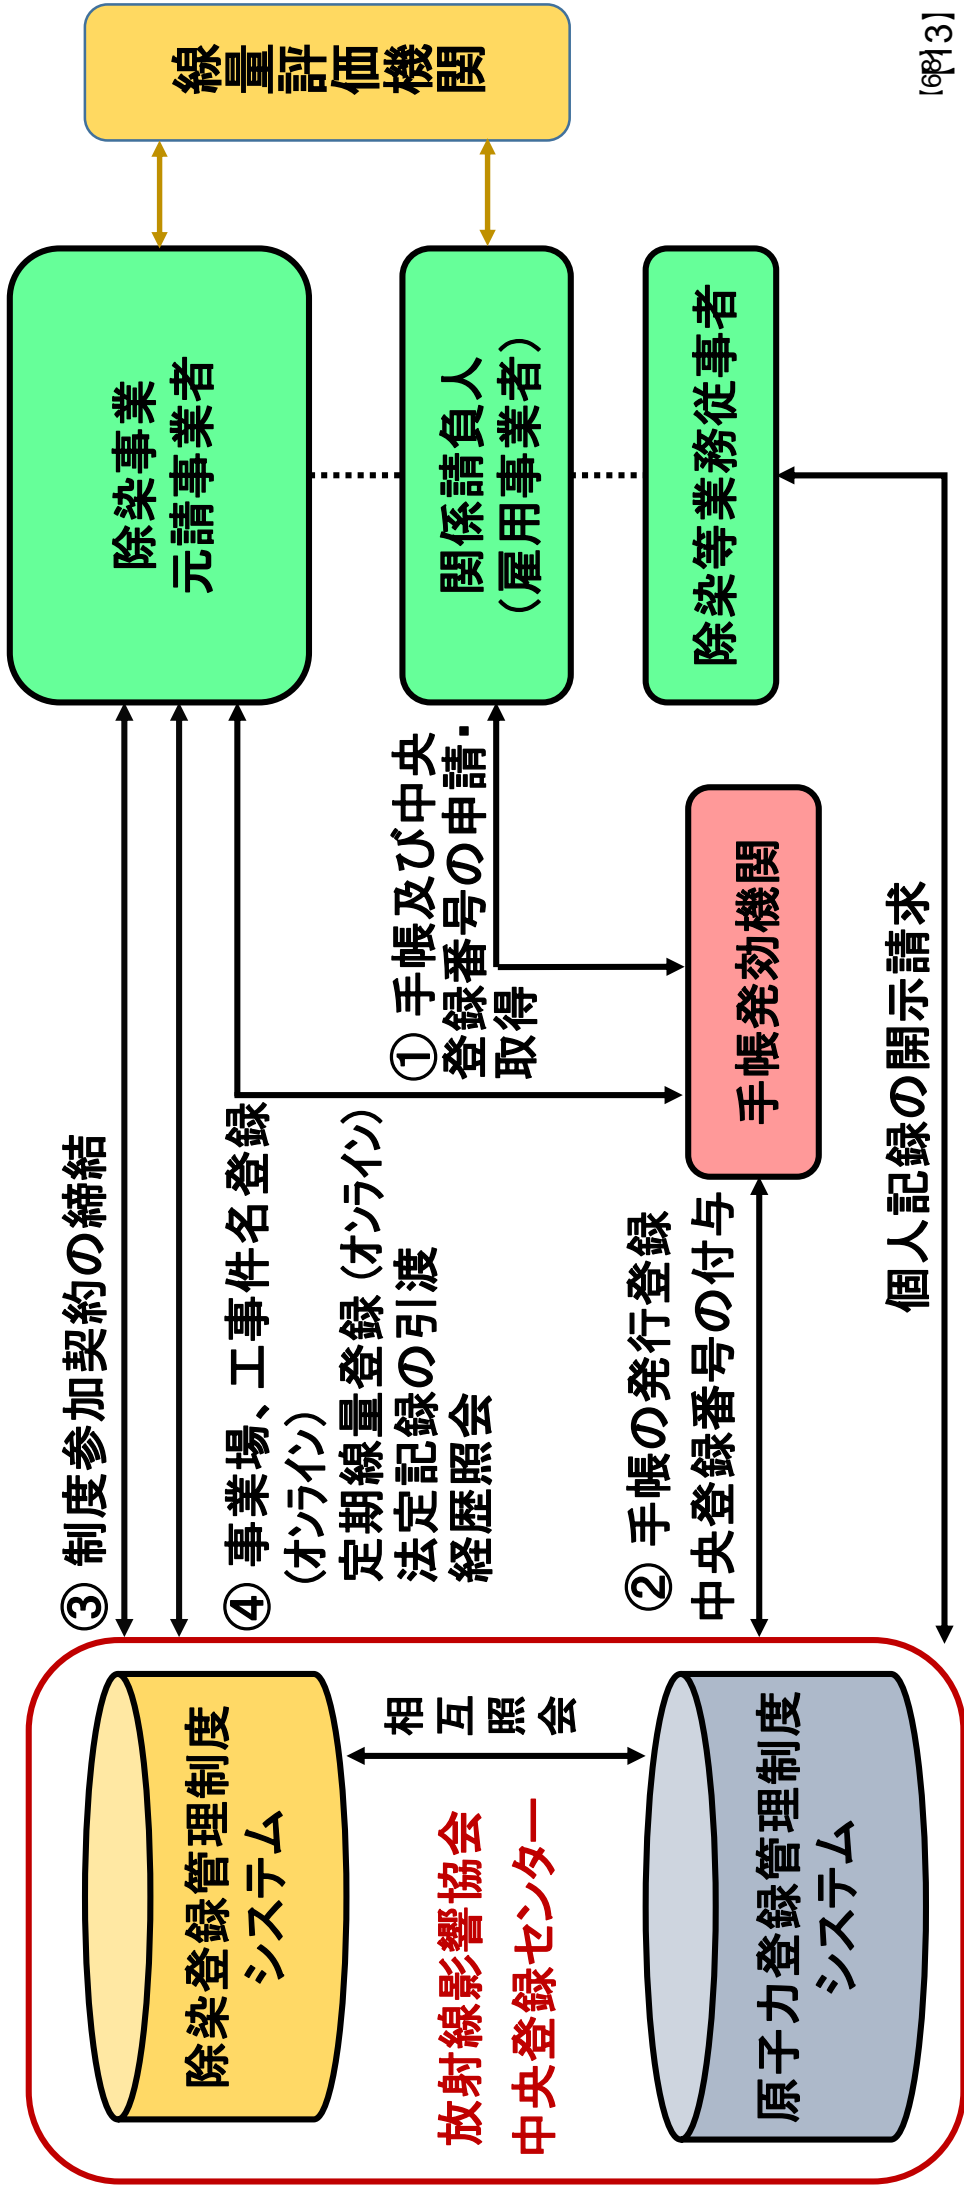 除染登録管理制度
システム
相互照会
放射線影響協会
中央登録センター
原子力登録管理制度
システム
③ 制度参加契約の締結
④ 事業場、工事件名登録
（オンライン）
定期線量登録（オンライン）
法定記録の引渡
経歴照会
① 手帳及び中央
登録番号の申請・
取得
② 手帳の発行登録
中央登録番号の付与
手帳発効機関
個人記録の開示請求
除染事業
元請事業者
関係請負人
（雇用事業者）
除染等業務従事者
線量評価機関